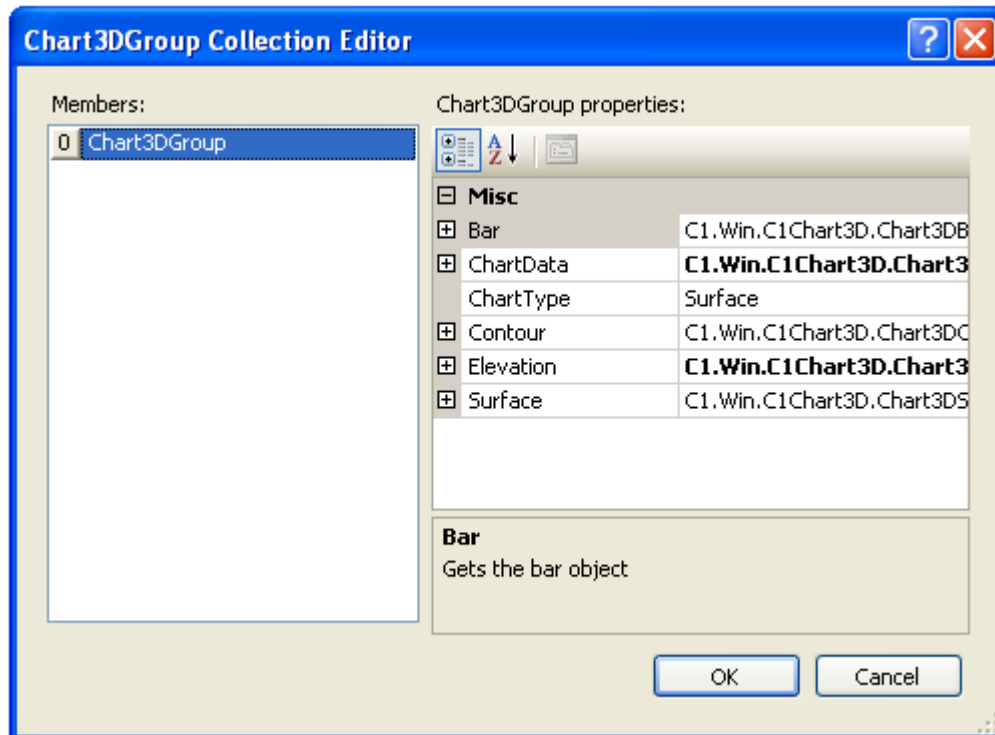 Chart3DGroup Collection Editor
Members:
0 Chart3DGroup
Chart3DGroup properties:
Misc
Bar C1.Win.C1Chart3D.Chart3DB
ChartData C1.Win.C1Chart3D.Chart3
ChartType Surface
Contour C1.Win.C1Chart3D.Chart3DC
Elevation C1.Win.C1Chart3D.Chart3
Surface C1.Win.C1Chart3D.Chart3DS
Bar
Gets the bar object
OK Cancel